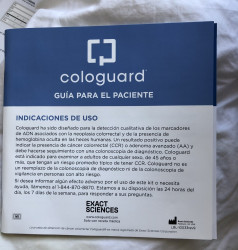 cologuard
GUÍA PARA EL PACIENTE
INDICACIONES DE USO
Cologuard ha sido diseñado para la detección cualitativa de los marcadores
de ADN asociados con la neoplasia colorrectal y de la presencia de
hemoglobina oculta en las heces humanas. Un resultado positivo puede
indicar la presencia de cáncer colorrectal (CCR) o adenoma avanzado (AA) y
debe hacerse seguimiento con una colonoscopia de diagnóstico. Cologuard
está indicado para examinar a adultos de cualquier sexo, de 45 años o
más, que tengan un riesgo promedio típico de tener CCR. Cologuard no es
un reemplazo de la colonoscopia de diagnóstico ni de la colonoscopia de
vigilancia en personas con alto riesgo.
Si desea informar algún efecto adverso por el uso de este kit o necesita
ayuda, llámenos al 1-844-870-8870. Estamos a su disposición las 24 horas del
día, los 7 días de la semana, para responder a sus preguntas.
EXACT
SCIENCES